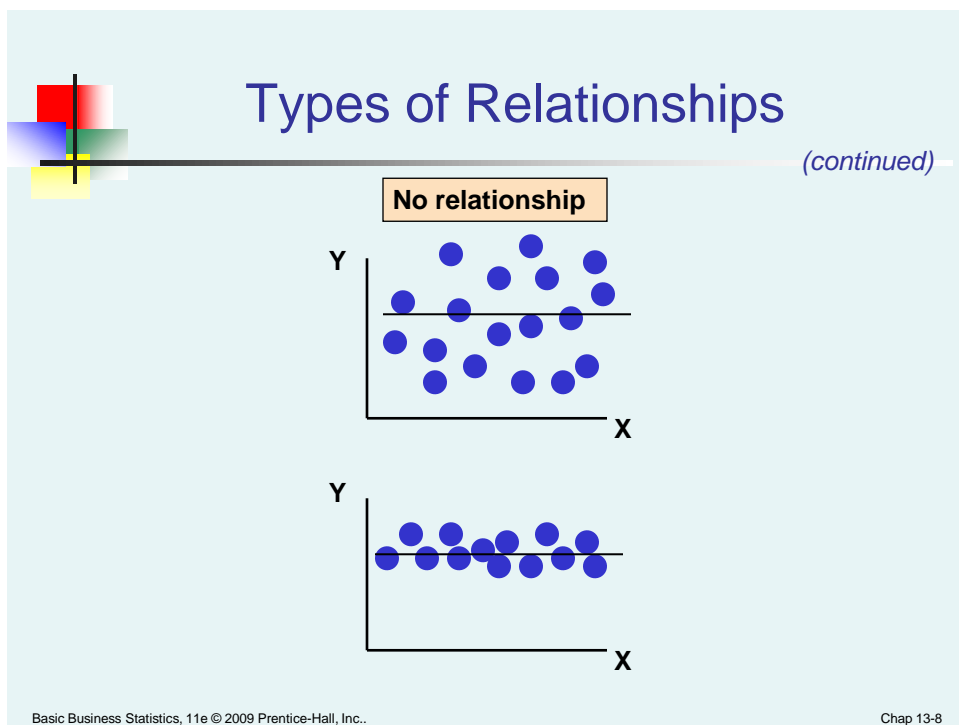 Types of Relationships
(continued)
No relationship
Y
X
Y
X
Basic Business Statistics, 11e © 2009 Prentice-Hall, Inc.. Chap 13-8